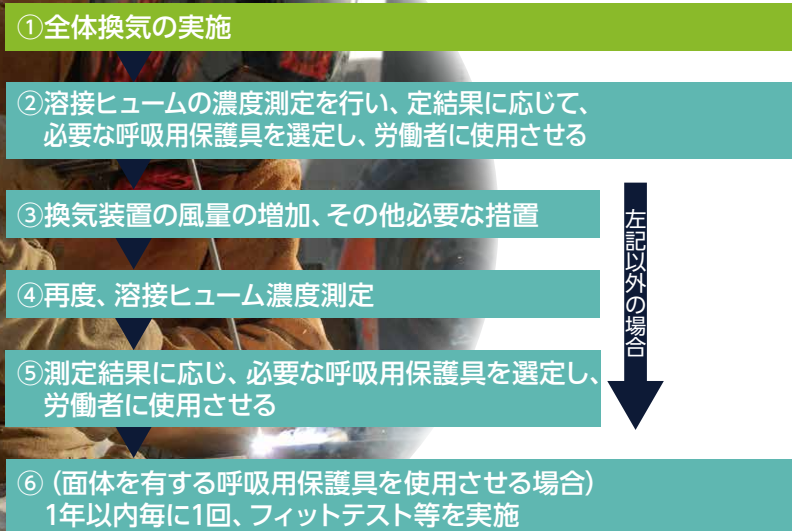 ①全体換気の実施
②溶接ヒュームの濃度測定を行い、定結果に応じて、
必要な呼吸用保護具を選定し、労働者に使用させる
③換気装置の風量の増加、その他必要な措置
④再度、溶接ヒューム濃度測定
⑤測定結果に応じ、必要な呼吸用保護具を選定し、
労働者に使用させる
左記以外の場合
⑥（面体を有する呼吸用保護具を使用させる場合）
1年以内毎に1回、フィットテスト等を実施